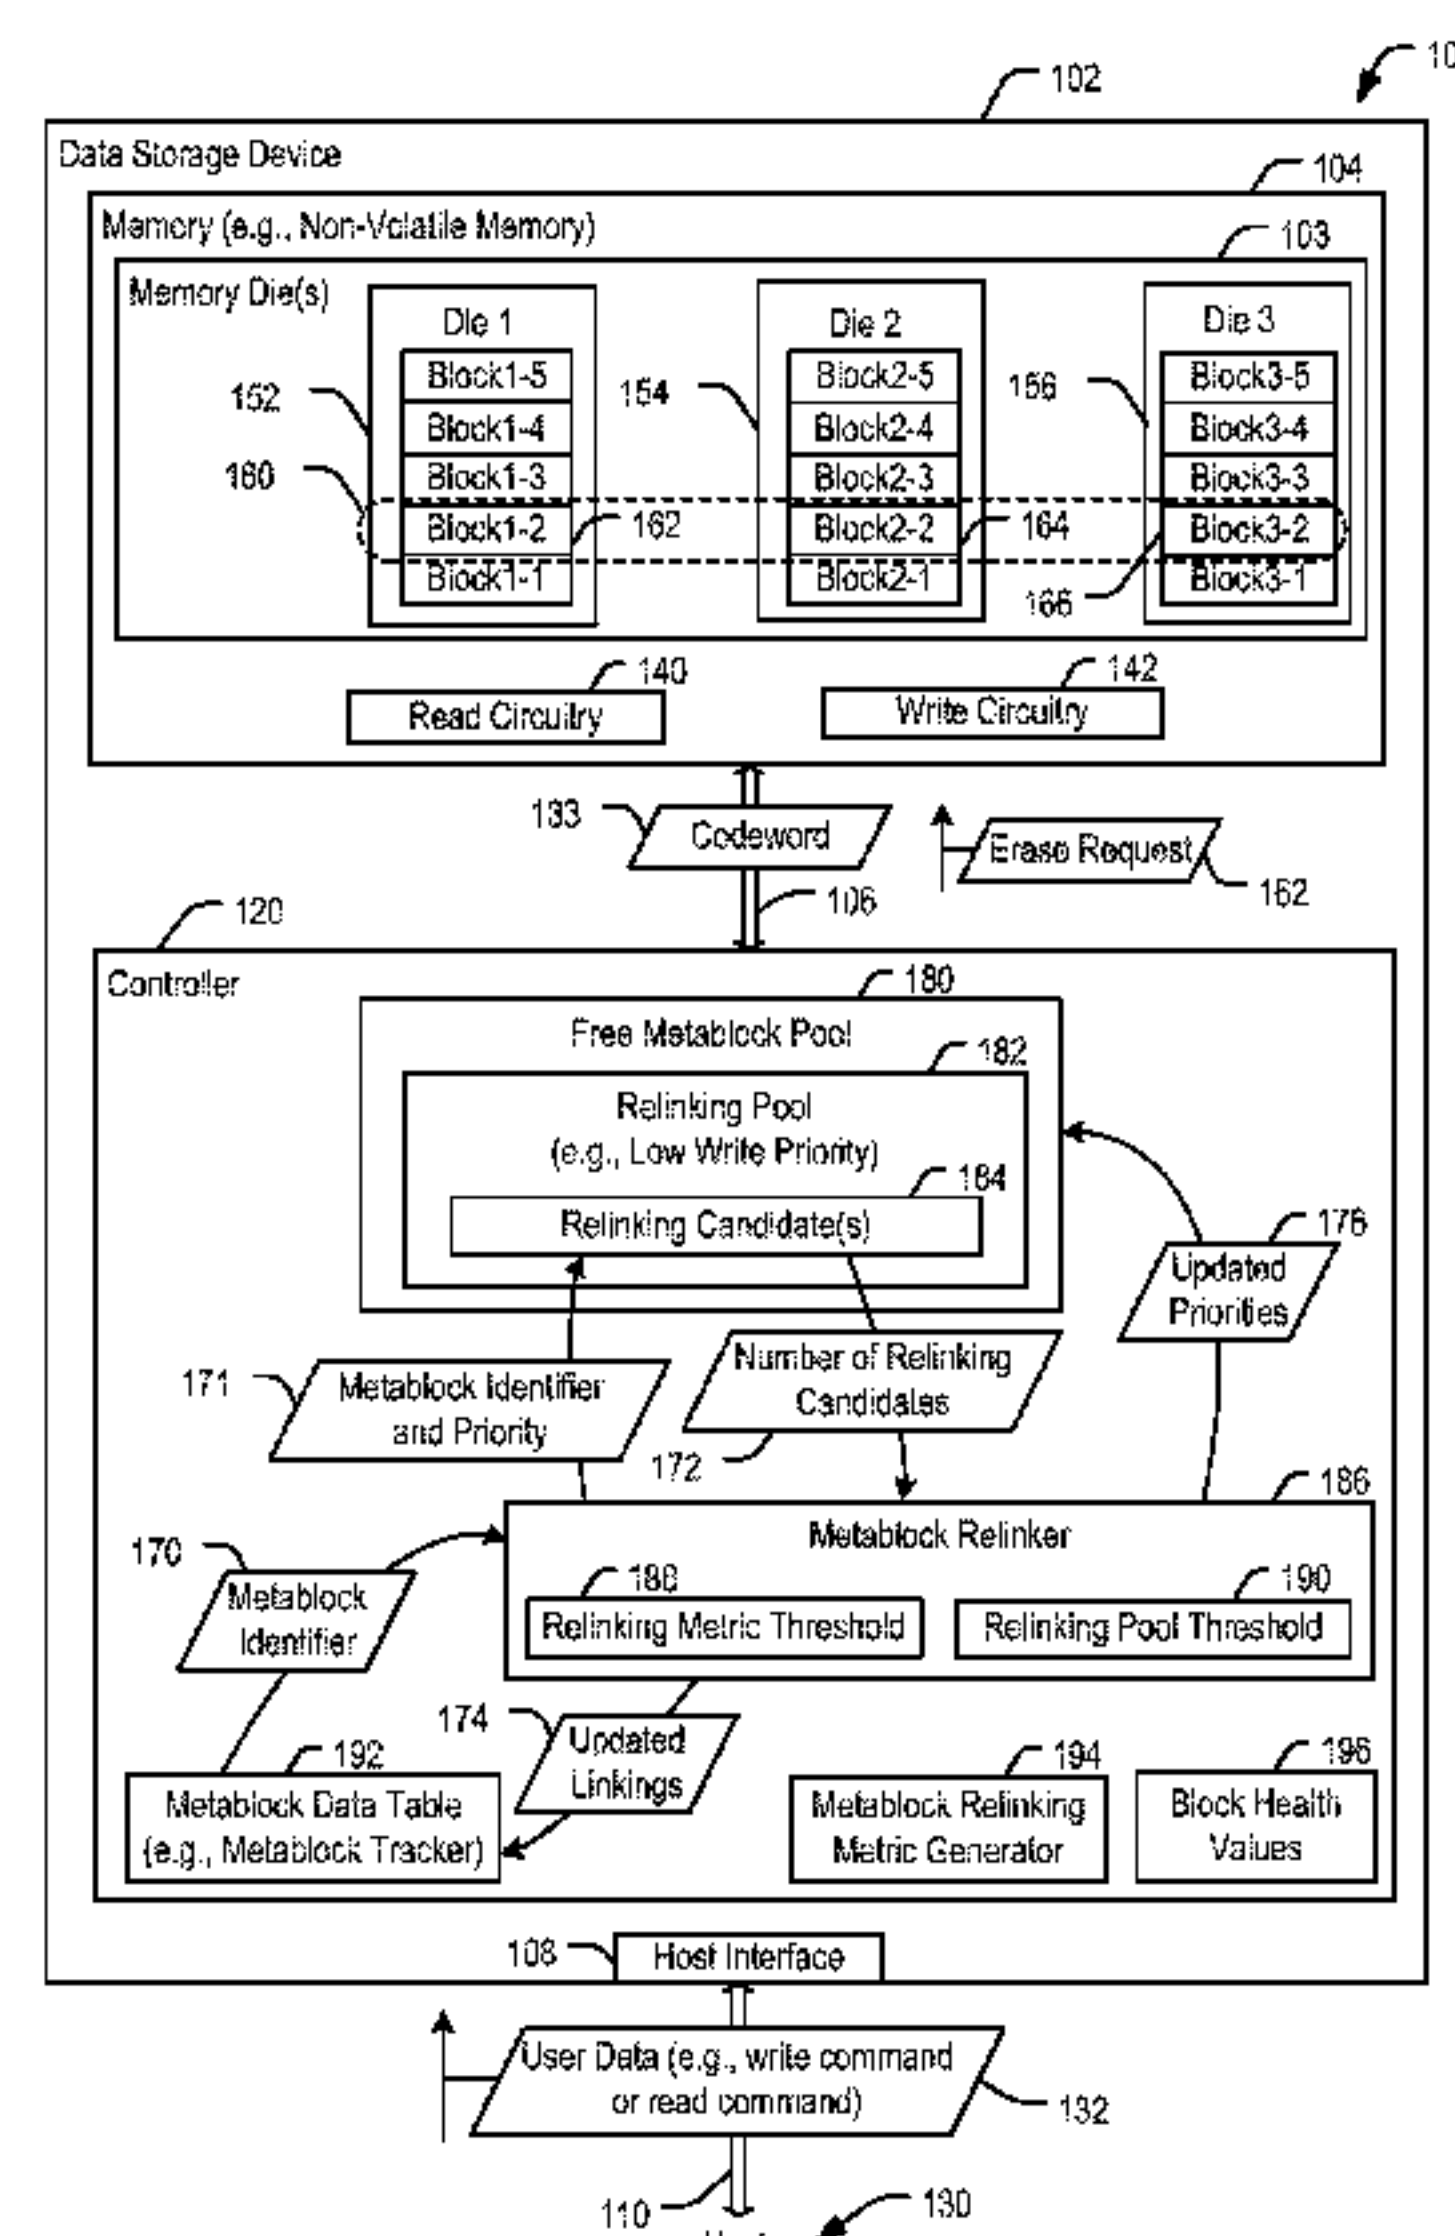 10
102
Data Storage Device
104
Memory (e.g., Non-Volatile Memory)
103
Memory Die(s)
Die 1
Block1-5
Block1-4
Block1-3
Block1-2
Block1-1
152
160
162
Die 2
Block2-5
Block2-4
Block2-3
Block2-2
Block2-1
154
164
Die 3
Block3-5
Block3-4
Block3-3
Block3-2
Block3-1
156
166
140
Read Circuitry
142
Write Circuitry
133
Codeword
Erase Request
162
106
120
Controller
180
Free Metablock Pool
182
Relinking Pool
(e.g., Low Write Priority)
184
Relinking Candidate(s)
176
Updated
Priorities
171
Metablock Identifier
and Priority
Number of Relinking
Candidates
172
186
Metablock Relinker
188
Relinking Metric Threshold
190
Relinking Pool Threshold
170
Metablock
Identifier
174
Updated
Linkings
192
Metablock Data Table
(e.g., Metablock Tracker)
194
Metablock Relinking
Metric Generator
196
Block Health
Values
108
Host Interface
User Data (e.g., write command
or read command)
132
110
130